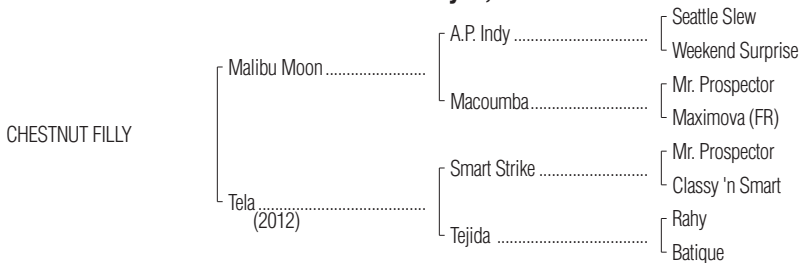 Seattle Slew
A.P. Indy ................................
Weekend Surprise
Malibu Moon ........................
Mr. Prospector
Macoumba ............................
Maximova (FR)
CHESTNUT FILLY
Mr. Prospector
Smart Strike ..........................
Classy 'n Smart
Tela ........................................
(2012)
Rahy
Tejida ....................................
Batique